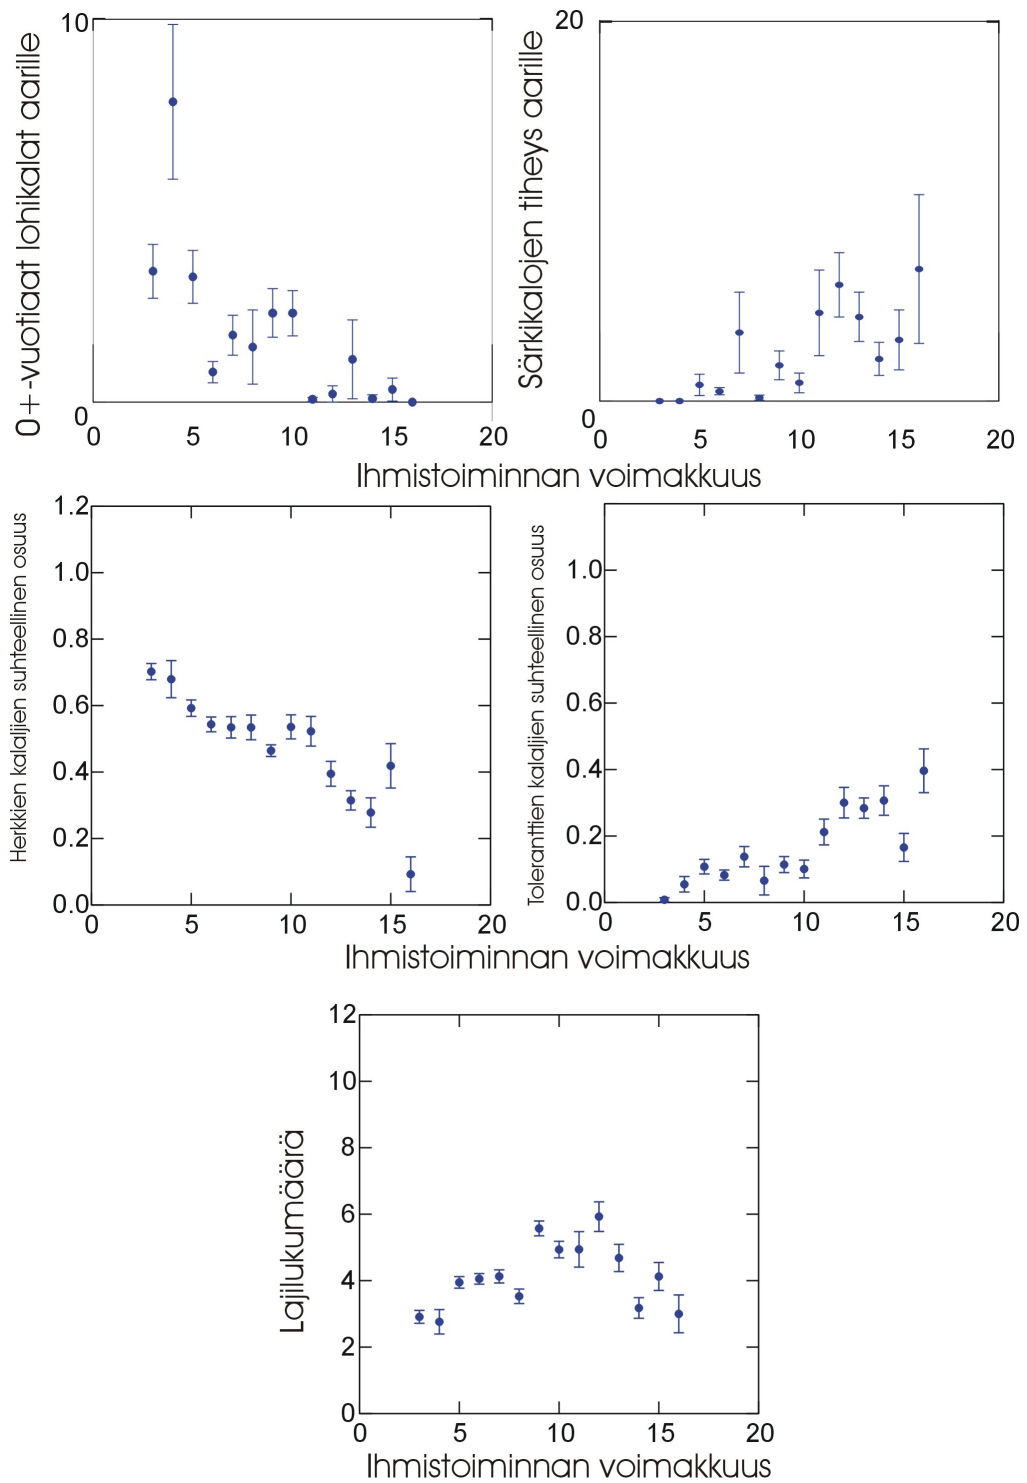 10
0+-vuotiaat lohikalat aarille
0
0 5 10 15 20
20
Särkikalojen tiheys aarille
0
0 5 10 15 20
Ihmistoiminnan voimakkuus
1.2
1.0
0.8
0.6
0.4
0.2
0.0
Herkkien kalalajien suhteellinen osuus
0 5 10 15 20
1.0
0.8
0.6
0.4
0.2
0.0
Toleranttien kalalajien suhteellinen osuus
0 5 10 15 20
Ihmistoiminnan voimakkuus
12
10
8
6
4
2
0
Lajilukumäärä
0 5 10 15 20
Ihmistoiminnan voimakkuus